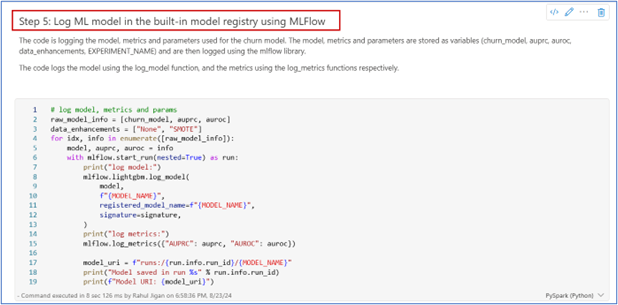 Step 5: Log ML model in the built-in model registry using MLFlow
The code is logging the model, metrics and parameters used for the churn model. The model, metrics and parameters are stored as variables (churn_model, auprc, auroc,
data_enhancements, EXPERIMENT_NAME) and are then logged using the mlflow library.
The code logs the model using the log_model function, and the metrics using the log_metrics functions respectively.
1 # log model, metrics and params
2 raw_model_info = [churn_model, auprc, auroc]
3 data_enhancements = ["None", "SMOTE"]
4 for idx, info in enumerate([raw_model_info]):
5 model, auprc, auroc = info
6 with mlflow.start_run(nested=True) as run:
7 print("log model:")
8 mlflow.lightgbm.log_model(
9 model,
10 f"{MODEL_NAME}",
11 registered_model_name=f"{MODEL_NAME}",
12 signature=signature,
13 )
14 print("log metrics:")
15 mlflow.log_metrics({"AUPRC": auprc, "AUROC": auroc})
16
17 model_uri = f"runs:/{run.info.run_id}/{MODEL_NAME}"
18 print("Model saved in run %s" % run.info.run_id)
19 print(f"Model URI: {model_uri}")
- Command executed in 8 sec 126 ms by Rahul Jigan on 6:58:36 PM, 8/23/24
PySpark (Python)